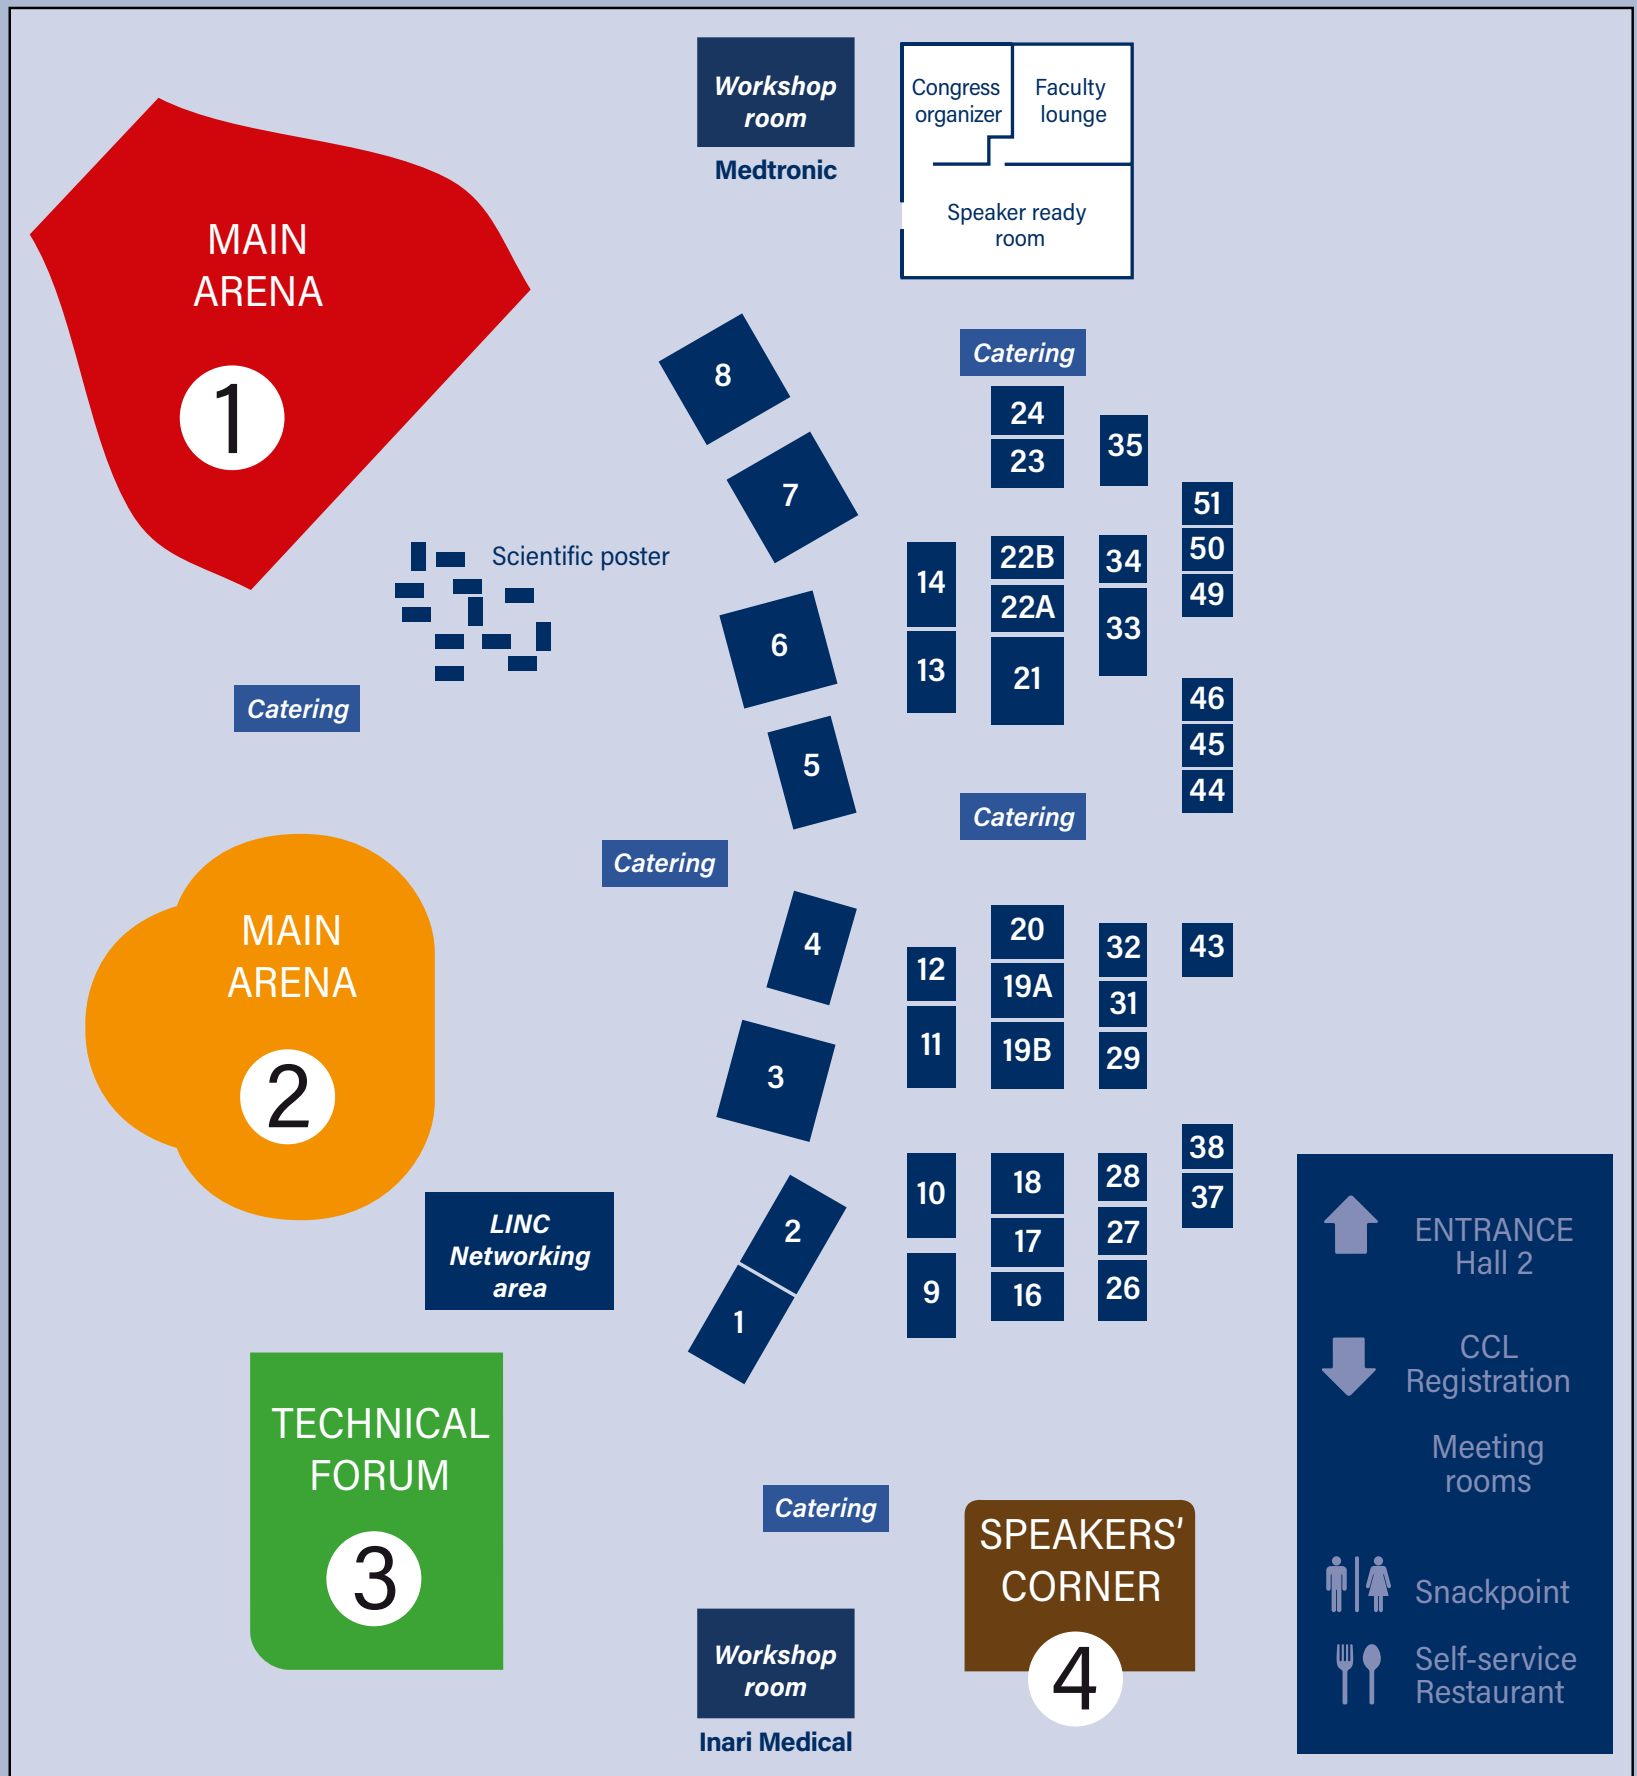 Workshop
room
Medtronic
Congress
organizer
Faculty
lounge
Speaker ready
room
MAIN
ARENA
1
8
7
6
5
4
3
2
1
Catering
24
23
35
51
50
49
22B
22A
21
34
33
14
13
46
45
44
Scientific poster
Catering
Catering
Catering
MAIN
ARENA
2
20
19A
19B
32
31
29
43
12
11
38
37
10
9
18
17
16
28
27
26
LINC
Networking
area
TECHNICAL
FORUM
3
Catering
SPEAKERS'
CORNER
4
Workshop
room
Inari Medical
ENTRANCE
Hall 2
CCL
Registration
Meeting
rooms
Snackpoint
Self-service
Restaurant